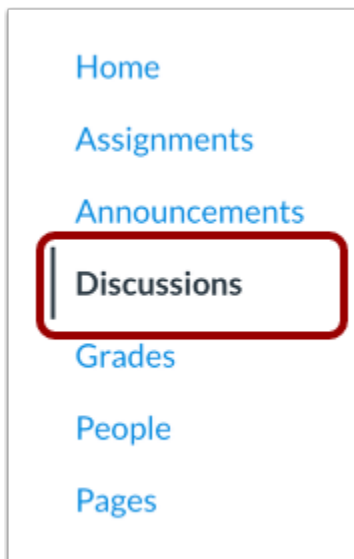 Home
Assignments
Announcements
Discussions
Grades
People
Pages